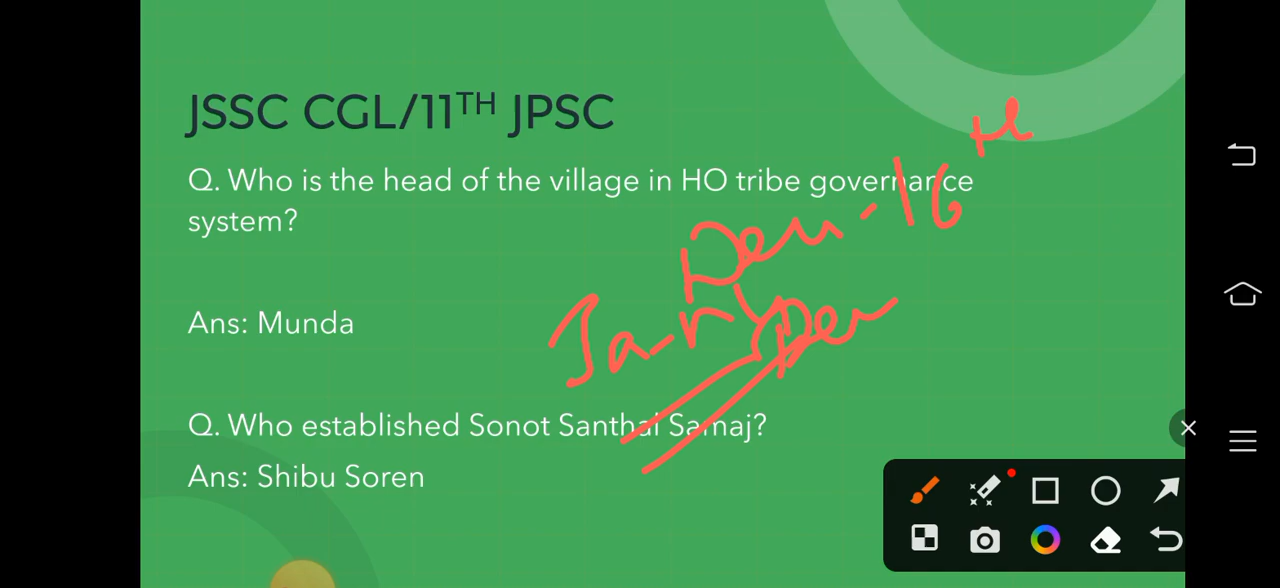 JSSC CGL/11TH JPSC
Q. Who is the head of the village in HO tribe governance
system?
Ans: Munda
Q. Who established Sonot Santhal Samaj?
Ans: Shibu Soren